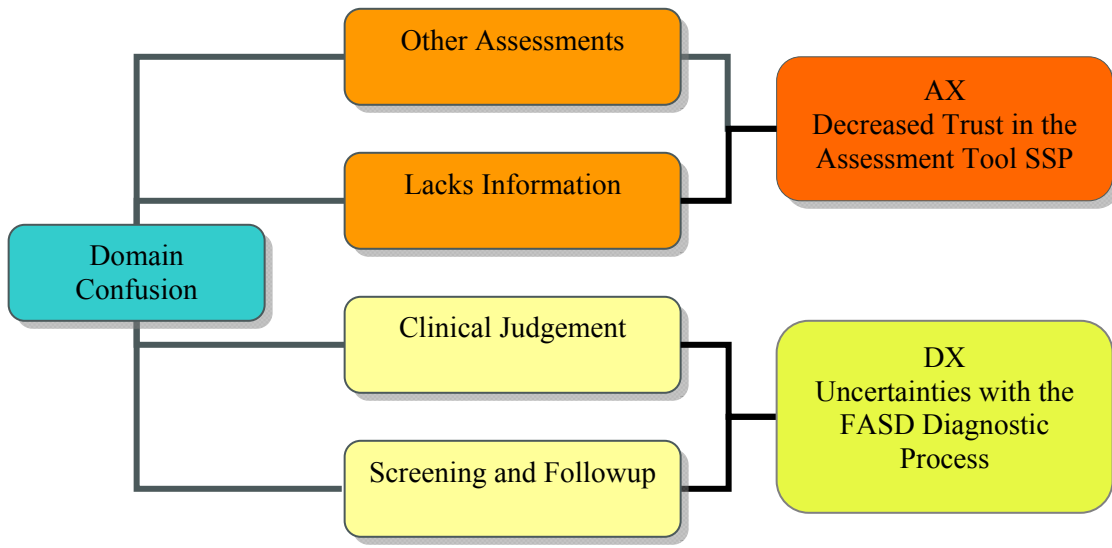 Other Assessments
AX
Decreased Trust in the
Assessment Tool SSP
Lacks Information
Domain
Confusion
Clinical Judgement
DX
Uncertainties with the
FASD Diagnostic
Process
Screening and Followup